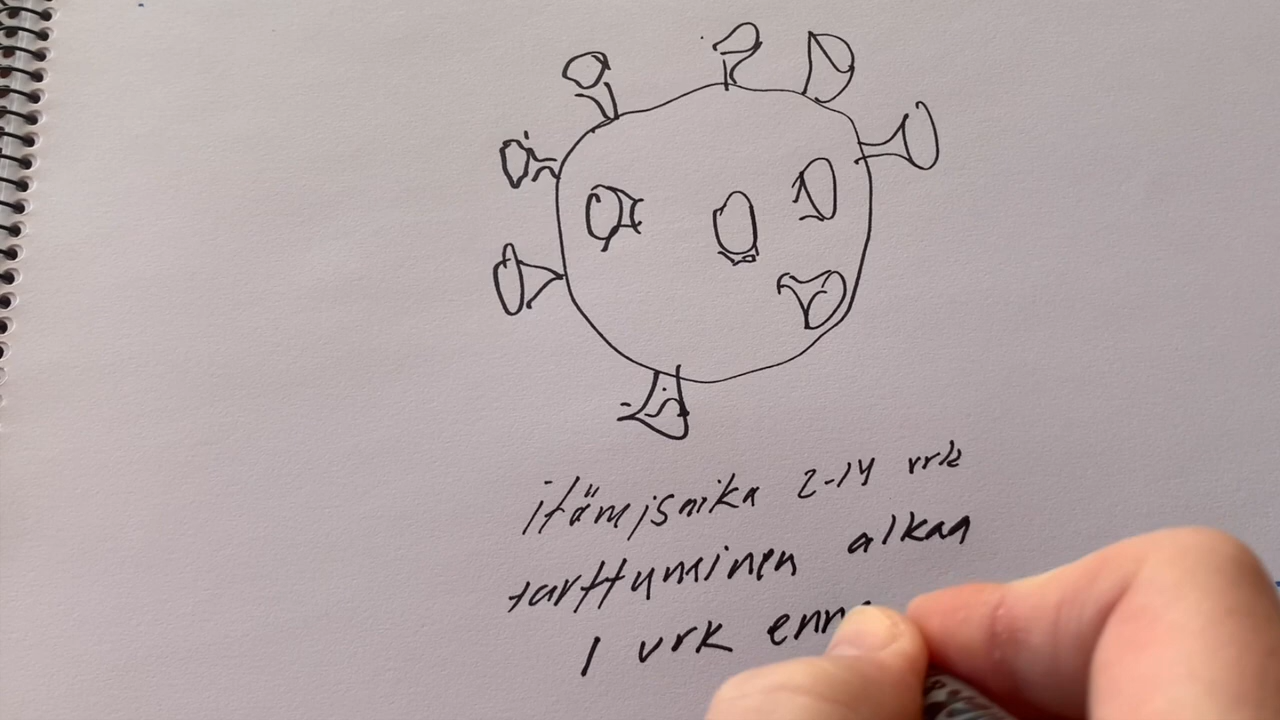 itämisaika 2-14 vrk
tarttuminen alkaa
1 vrk enn